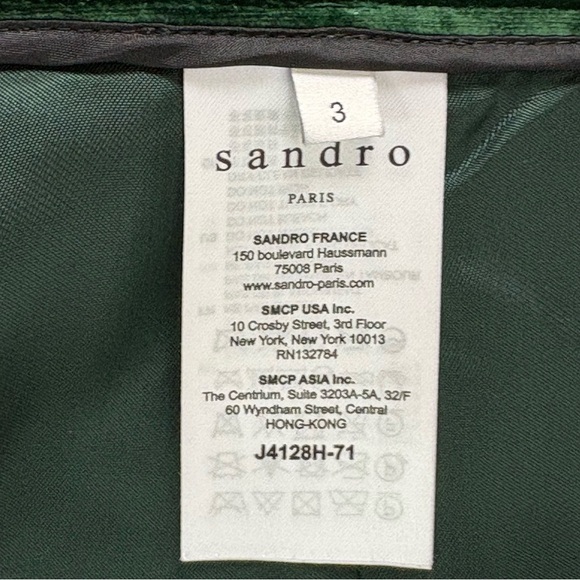 3
sandro
PARIS
SANDRO FRANCE
150 boulevard Haussmann
75008 Paris
www.sandro-paris.com
SMCP USA Inc.
10 Crosby Street, 3rd Floor
New York, New York 10013
RN132784
SMCP ASIA Inc.
The Centrium, Suite 3203A-5A, 32/F
60 Wyndham Street, Central
HONG-KONG
J4128H-71